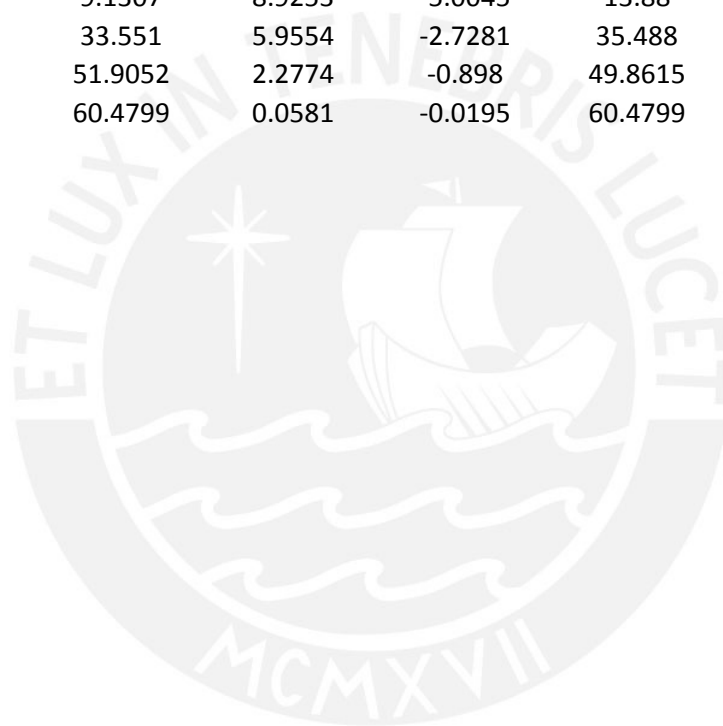 33.551 5.9554 -2.7281 35.488
51.9052 2.2774 -0.898 49.8615
60.4799 0.0581 -0.0195 60.4799
ET LUX IN TENEBRIS LUCET
MCMXVII